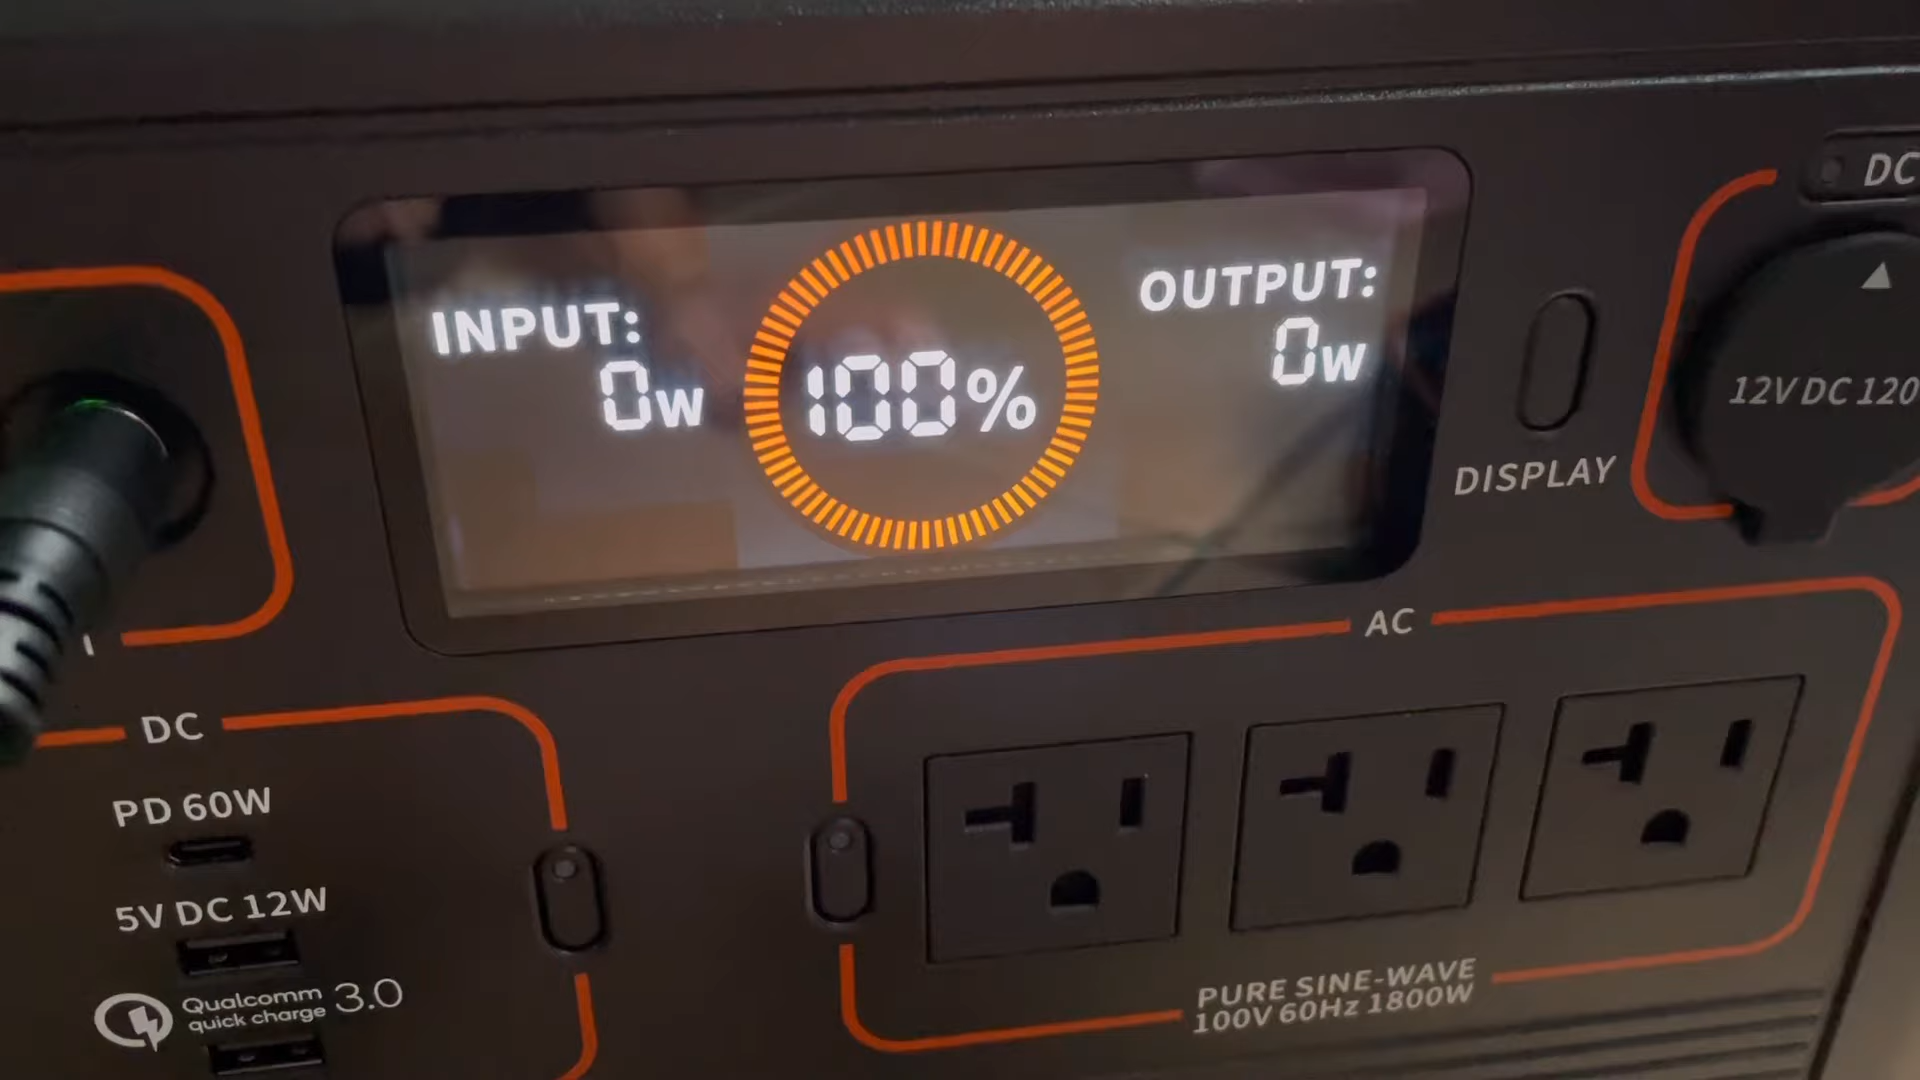 INPUT:
0W
100%
OUTPUT:
0W
DISPLAY
DC
12V DC 120
AC
DC
PD 60W
5V DC 12W
Qualcomm
quick charge 3.0
PURE SINE-WAVE
100V 60Hz 1800W